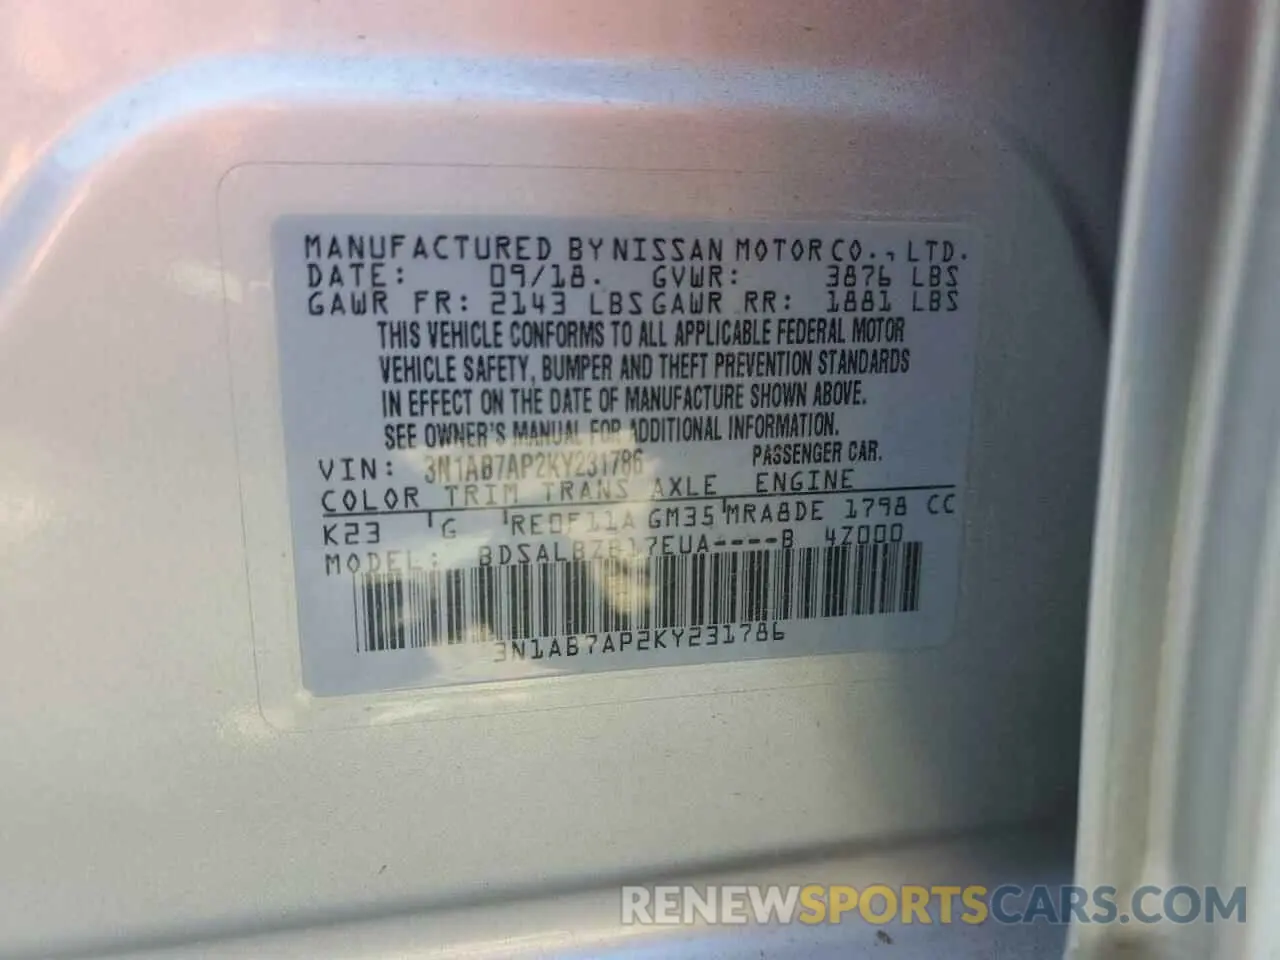 MANUFACTURED BY NISSAN MOTOR CO., LTD.
DATE: 09/18. GVWR: 3876 LBS
GAWR FR: 2143 LBS GAWR RR: 1881 LBS
THIS VEHICLE CONFORMS TO ALL APPLICABLE FEDERAL MOTOR
VEHICLE SAFETY, BUMPER AND THEFT PREVENTION STANDARDS
IN EFFECT ON THE DATE OF MANUFACTURE SHOWN ABOVE.
SEE OWNER'S MANUAL FOR ADDITIONAL INFORMATION.
VIN: 3N1AB7AP2KY231786 PASSENGER CAR.
COLOR TRIM TRANS AXLE ENGINE
K23 G RE0F11A GM35 MRA8DE 1798 CC
MODEL: BDSALBZB17EUA----B 4Z000
3N1AB7AP2KY231786
RENEWSPORTSCARS.COM